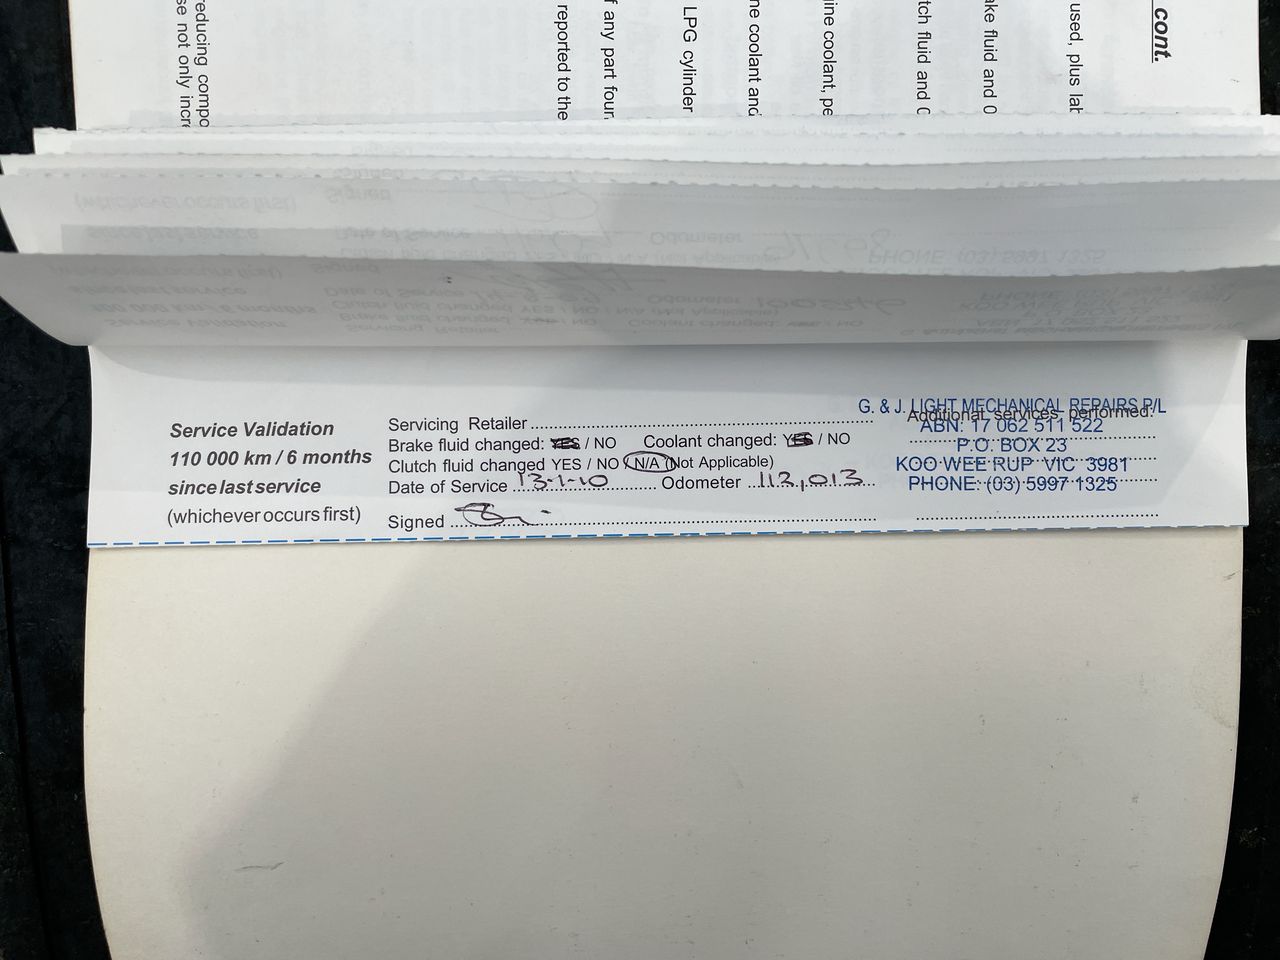 cont.
used, plus lab
ake fluid and 0
tch fluid and 0
ine coolant, pe
ne coolant and
LPG cylinder
f any part foun
reported to the
reducing compo
se not only incre
Service Validation
110 000 km / 6 months
since last service
(whichever occurs first)
Servicing Retailer
Brake fluid changed: YES / NO Coolant changed: YES / NO
Clutch fluid changed YES / NO / N/A (Not Applicable)
Date of Service 13-1-10 Odometer 112,013
Signed
Additional services performed:
G. & J. LIGHT MECHANICAL REPAIRS P/L
ABN: 17 062 511 522
P.O. BOX 23
KOO WEE RUP VIC 3981
PHONE: (03) 5997 1325